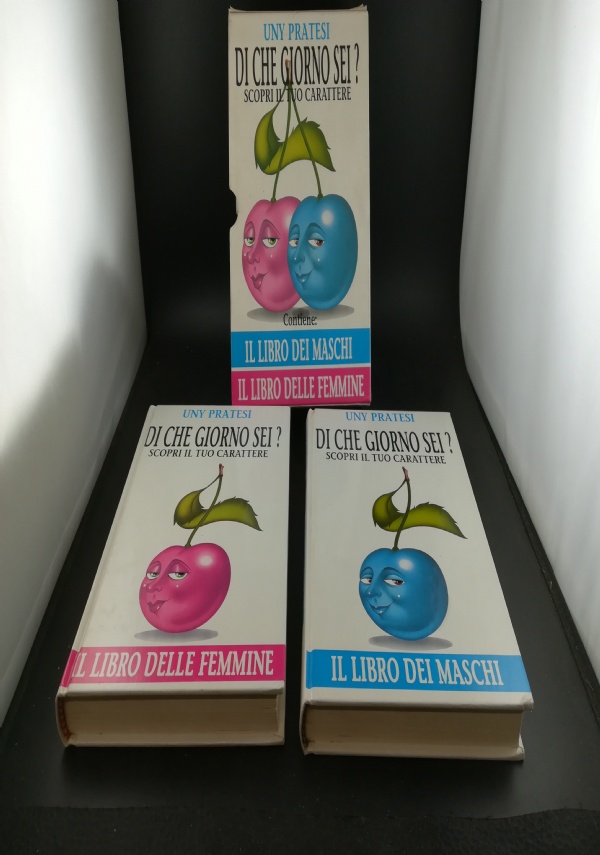 UNY PRATESI
DI CHE GIORNO SEI ?
SCOPRI IL TUO CARATTERE
Contiene:
IL LIBRO DEI MASCHI
IL LIBRO DELLE FEMMINE
UNY PRATESI
DI CHE GIORNO SEI ?
SCOPRI IL TUO CARATTERE
IL LIBRO DELLE FEMMINE
UNY PRATESI
DI CHE GIORNO SEI ?
SCOPRI IL TUO CARATTERE
IL LIBRO DEI MASCHI